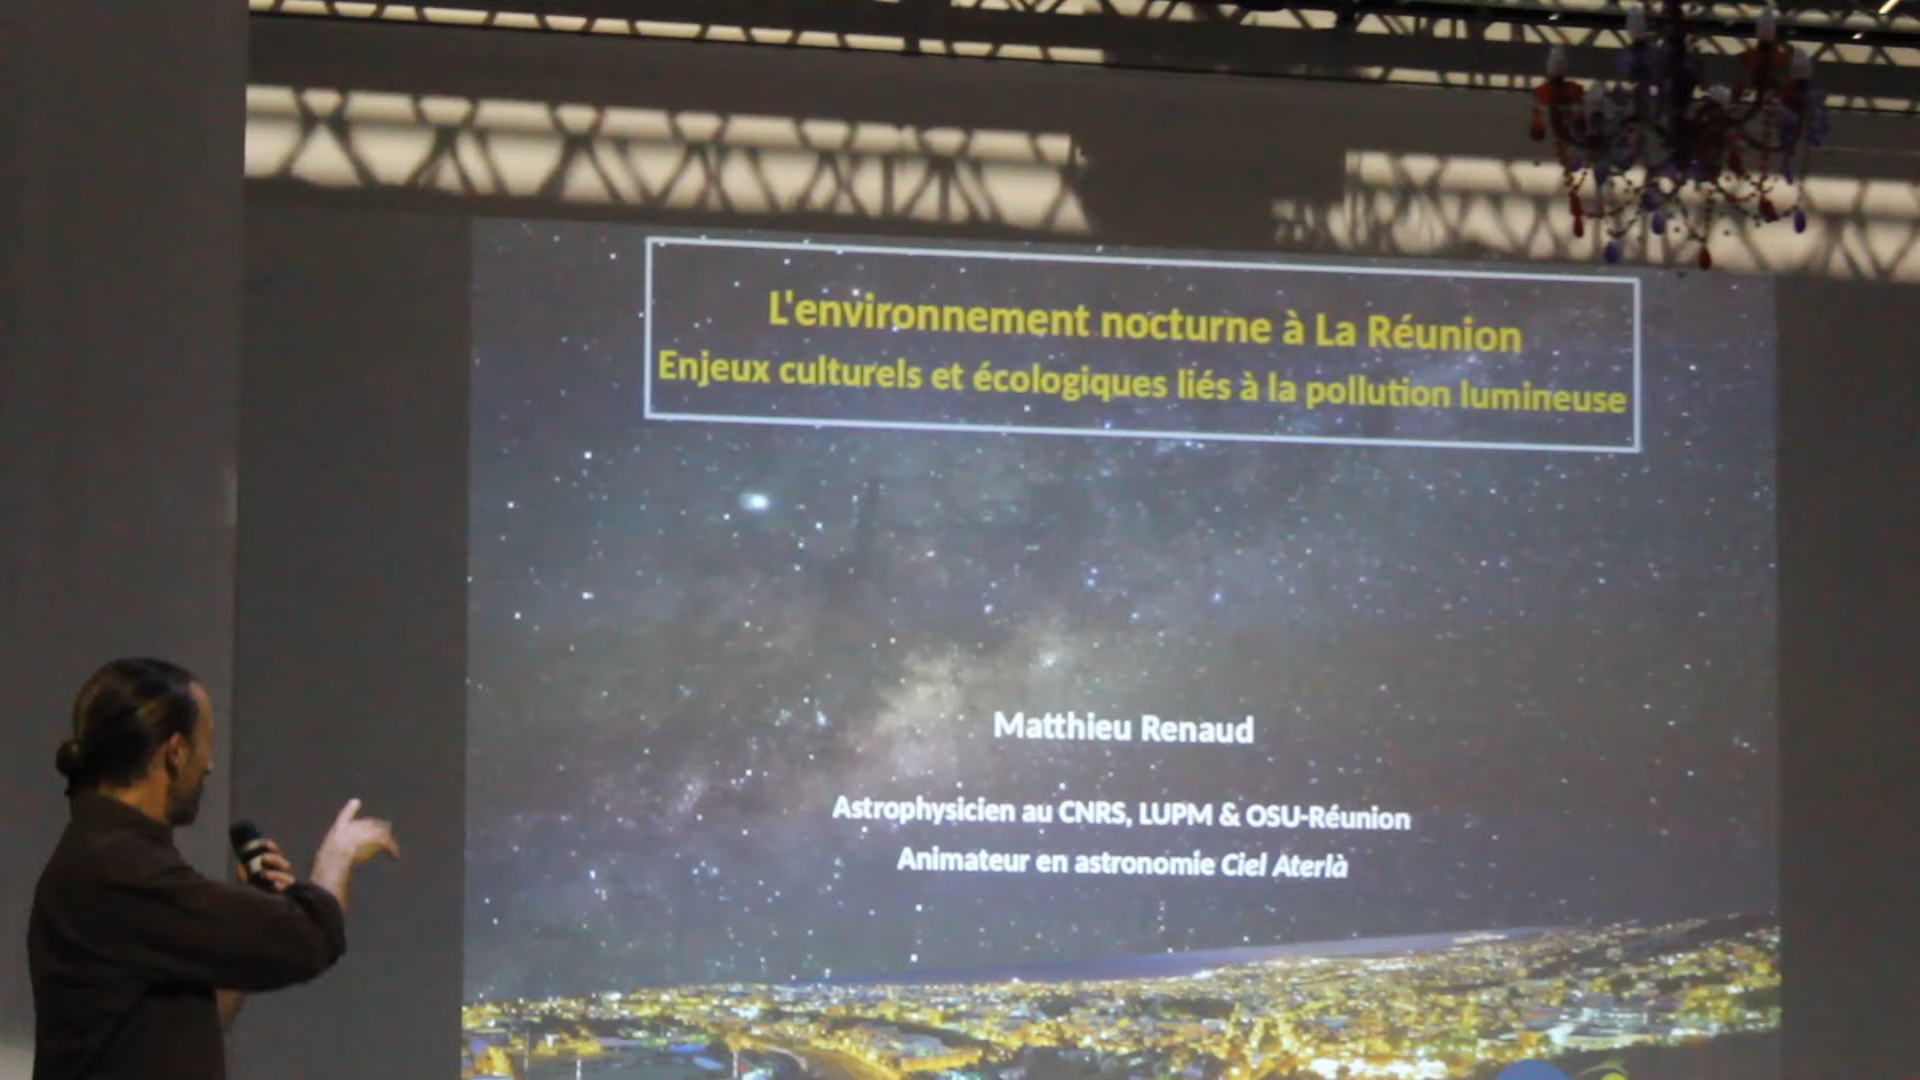 L'environnement nocturne à La Réunion
Enjeux culturels et écologiques liés à la pollution lumineuse
Matthieu Renaud
Astrophysicien au CNRS, LUPM & OSU-Réunion
Animateur en astronomie Ciel Aterlà